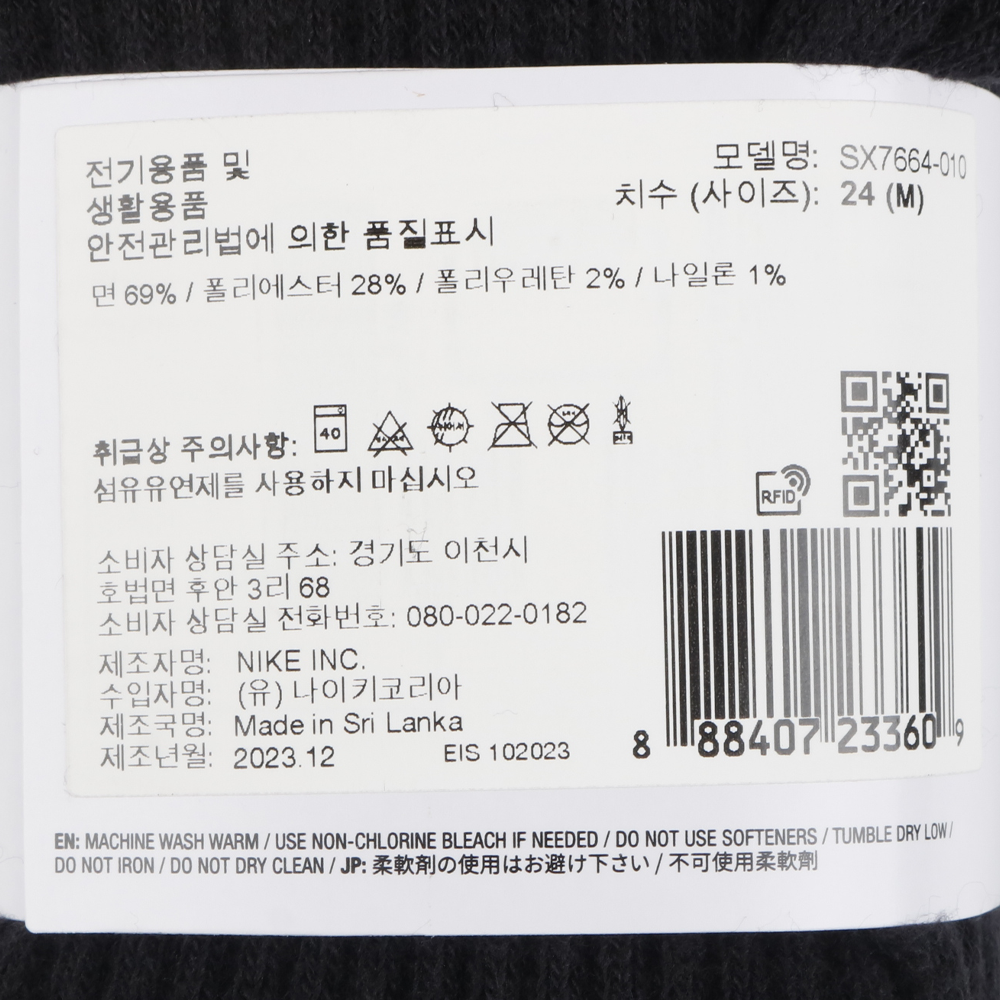 전기용품 및
생활용품
안전관리법에 의한 품질표시
모델명: SX7664-010
치수 (사이즈): 24 (M)
면 69% / 폴리에스터 28% / 폴리우레탄 2% / 나일론 1%
취급상 주의사항: 40
섬유유연제를 사용하지 마십시오
RFID
소비자 상담실 주소: 경기도 이천시
호법면 후안 3리 68
소비자 상담실 전화번호: 080-022-0182
제조자명: NIKE INC.
수입자명: (유) 나이키코리아
제조국명: Made in Sri Lanka
제조년월: 2023.12 EIS 102023
8 88407 23360 9
EN: MACHINE WASH WARM / USE NON-CHLORINE BLEACH IF NEEDED / DO NOT USE SOFTENERS / TUMBLE DRY LOW /
DO NOT IRON / DO NOT DRY CLEAN / JP: 柔軟剤の使用はお避け下さい / 不可使用柔軟劑